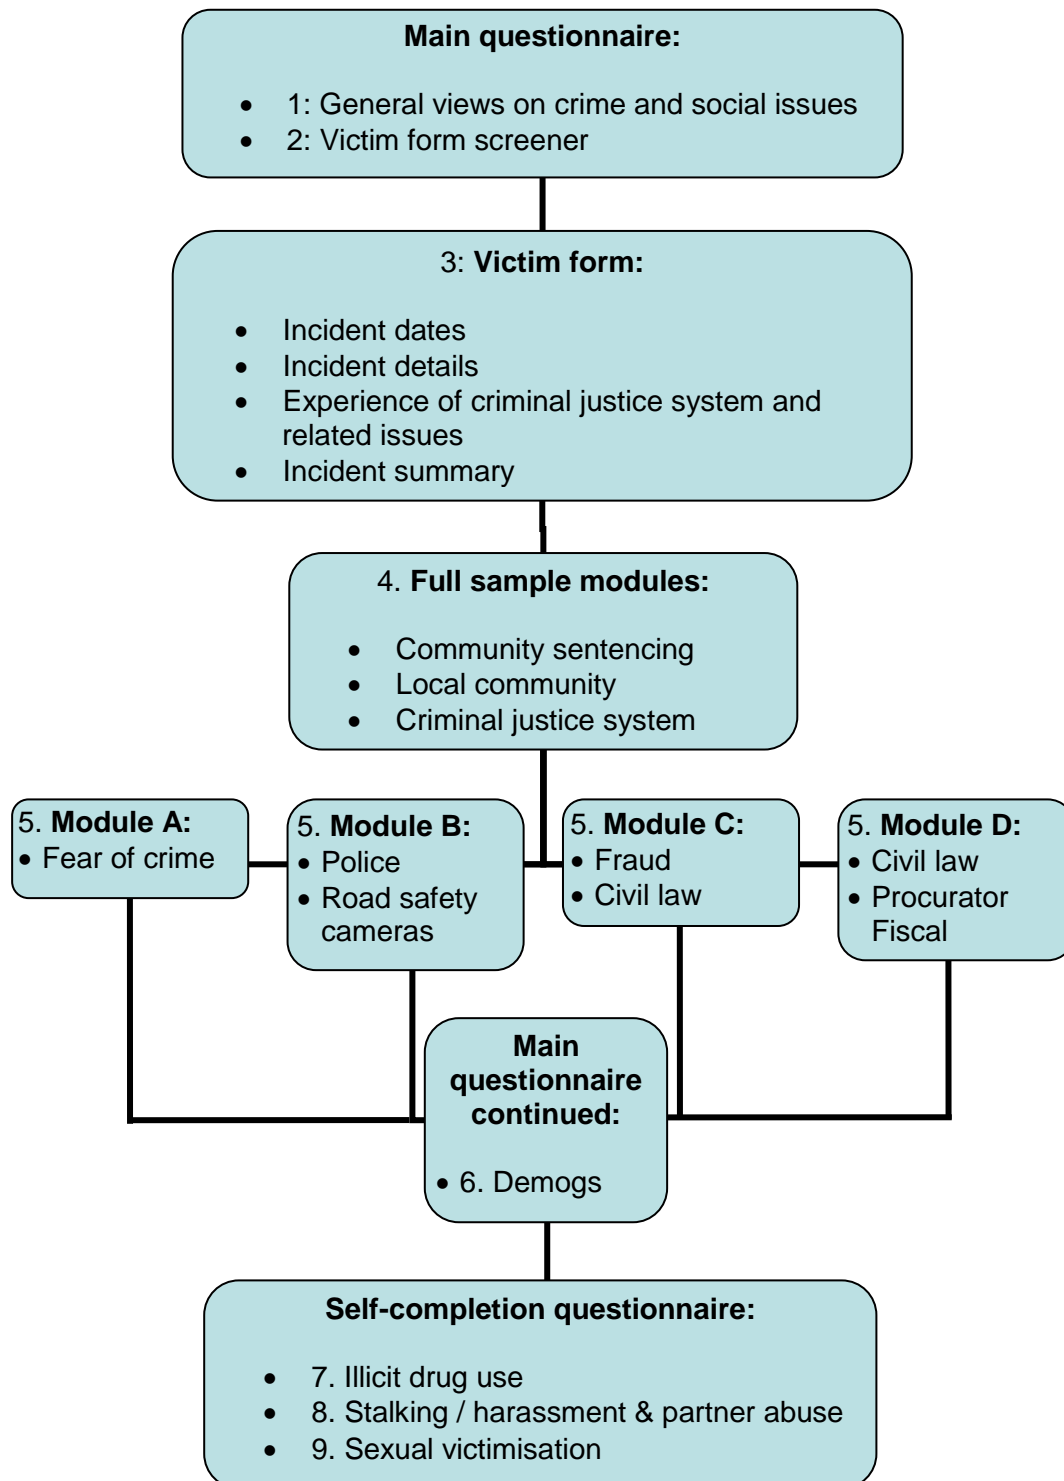 Main questionnaire:
• 1: General views on crime and social issues
• 2: Victim form screener
3: Victim form:
• Incident dates
• Incident details
• Experience of criminal justice system and
related issues
• Incident summary
4. Full sample modules:
• Community sentencing
• Local community
• Criminal justice system
5. Module A:
• Fear of crime
5. Module B:
• Police
• Road safety
cameras
5. Module C:
• Fraud
• Civil law
5. Module D:
• Civil law
• Procurator
Fiscal
Main
questionnaire
continued:
• 6. Demogs
Self-completion questionnaire:
• 7. Illicit drug use
• 8. Stalking / harassment & partner abuse
• 9. Sexual victimisation